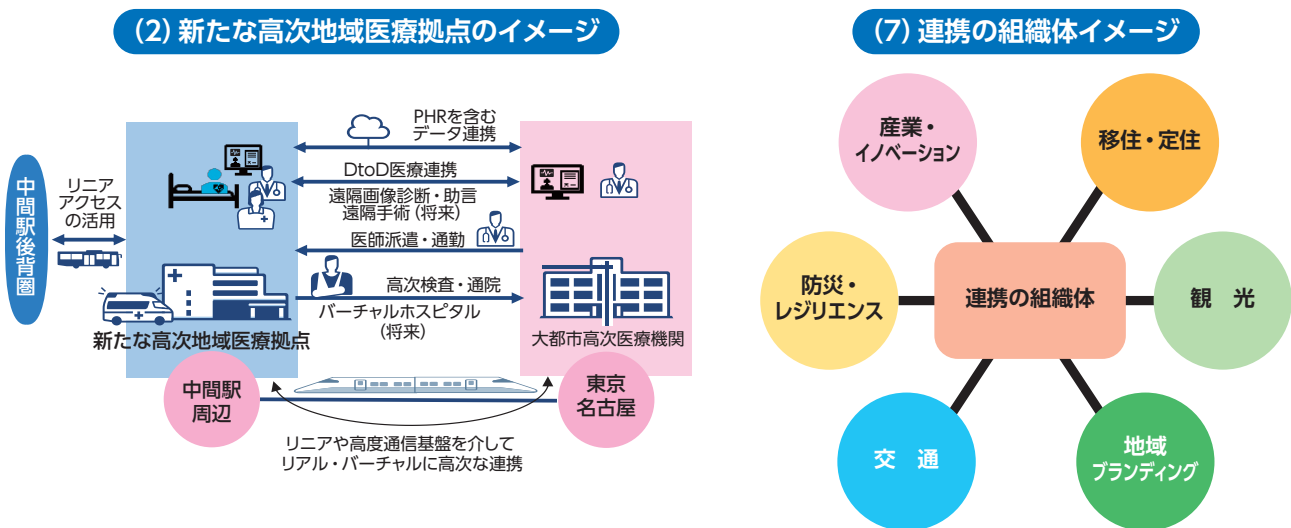 (2) 新たな高次地域医療拠点のイメージ
PHRを含む
データ連携
DtoD医療連携
遠隔画像診断・助言
遠隔手術(将来)
医師派遣・通勤
高次検査・通院
バーチャルホスピタル
(将来)
中間駅後背圏
リニア
アクセス
の活用
新たな高次地域医療拠点
大都市高次医療機関
中間駅
周辺
東京
名古屋
リニアや高度通信基盤を介して
リアル・バーチャルに高次な連携
(7) 連携の組織体イメージ
産業・
イノベーション
移住・定住
防災・
レジリエンス
連携の組織体
観 光
交 通
地域
ブランディング